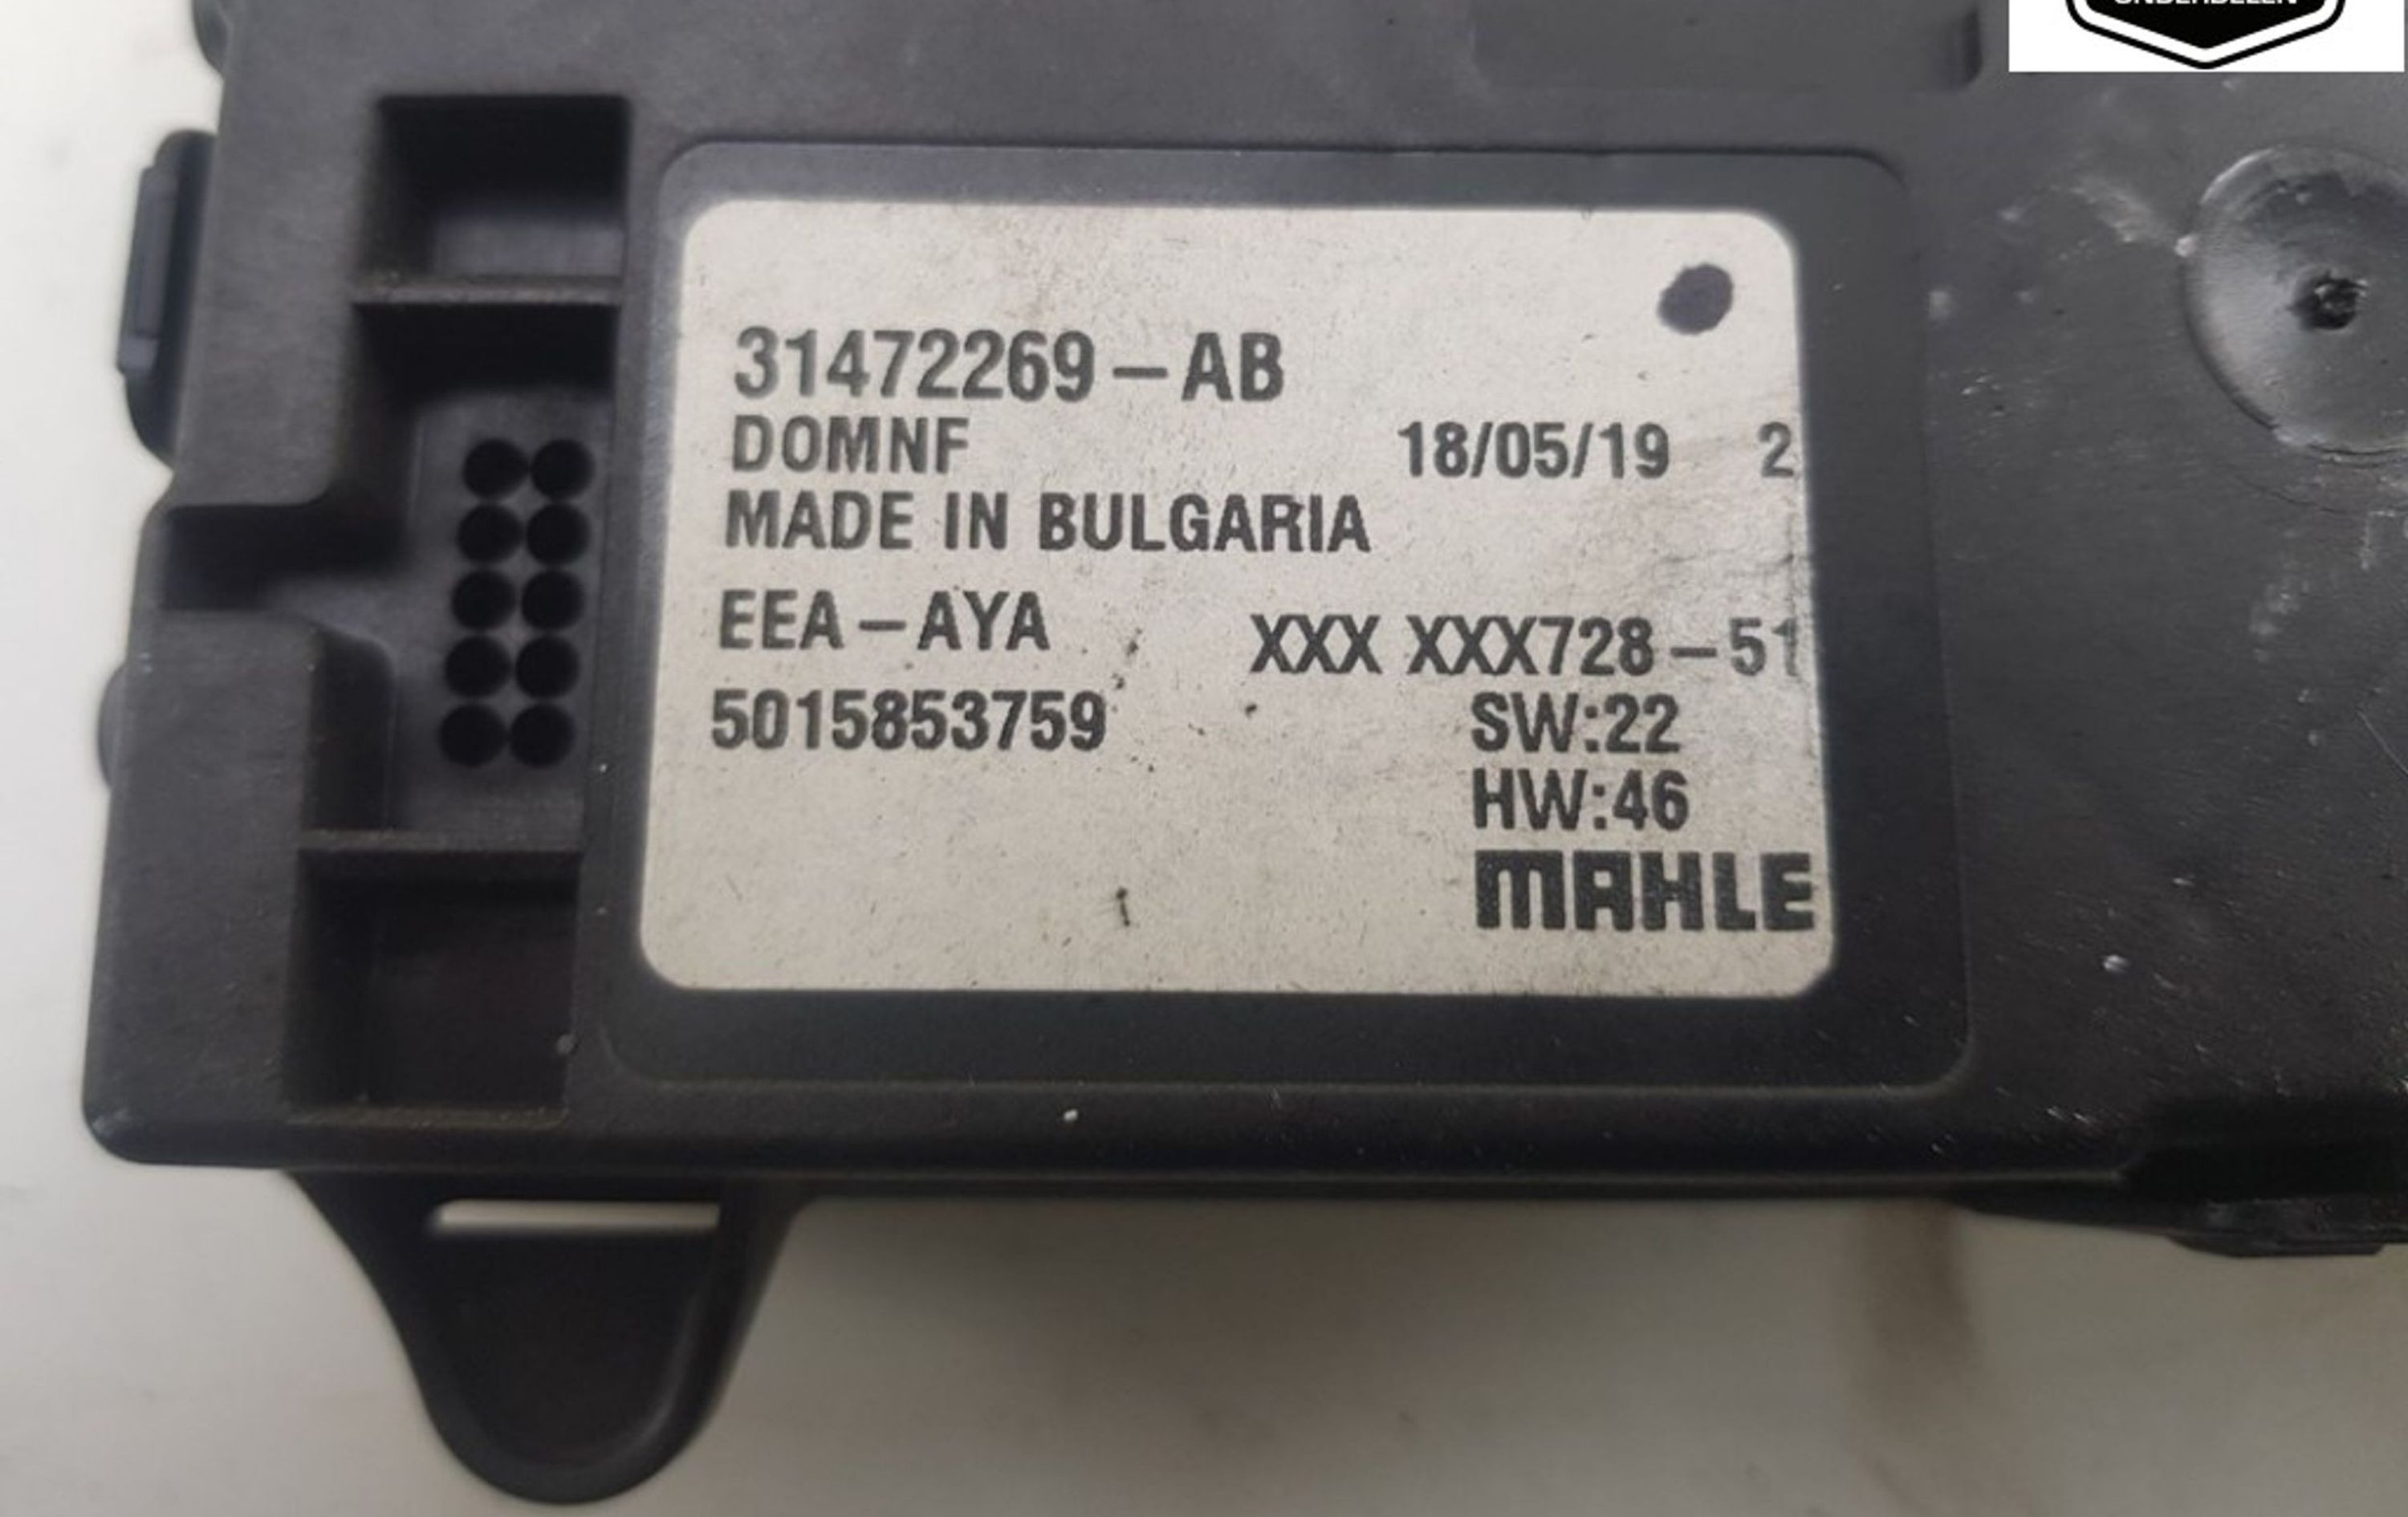 ONDERDELEN
31472269-AB
DOMNF 18/05/19 2
MADE IN BULGARIA
EEA-AYA XXX XXX728-51
5015853759 SW:22
HW:46
MAHLE